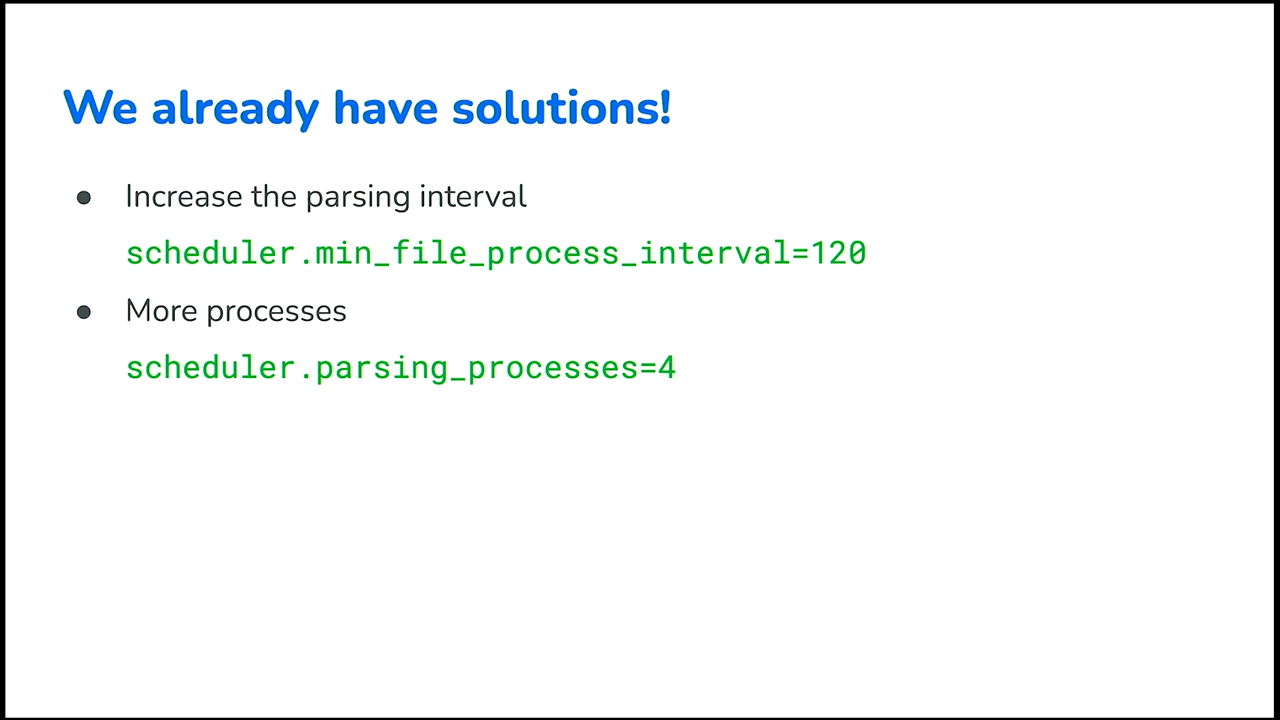 We already have solutions!
● Increase the parsing interval
scheduler.min_file_process_interval=120
● More processes
scheduler.parsing_processes=4